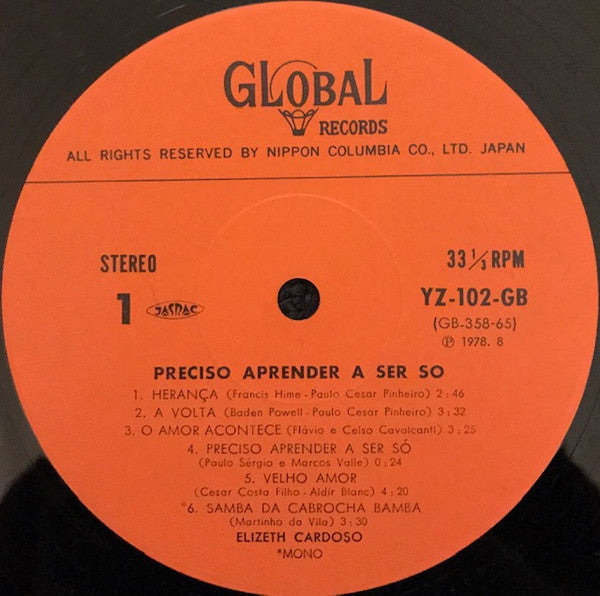 GLOBAL
RECORDS
ALL RIGHTS RESERVED BY NIPPON COLUMBIA CO., LTD. JAPAN
STEREO
33 1/3 RPM
1
JASRAC
YZ-102-GB
(GB-358-65)
Ⓟ 1978. 8
PRECISO APRENDER A SER SO
1. HERANÇA (Francis Hime - Paulo Cesar Pinheiro) 2:46
2. A VOLTA (Baden Powell - Paulo Cesar Pinheiro) 3:32
3. O AMOR ACONTECE (Flávio e Celso Cavalcanti) 3:25
4. PRECISO APRENDER A SER SÓ
(Paulo Sérgio e Marcos Valle) 0:24
5. VELHO AMOR
(Cesar Costa Filho - Aldir Blanc) 4:20
*6. SAMBA DA CABROCHA BAMBA
(Martinho da Vila) 3:30
ELIZETH CARDOSO
*MONO